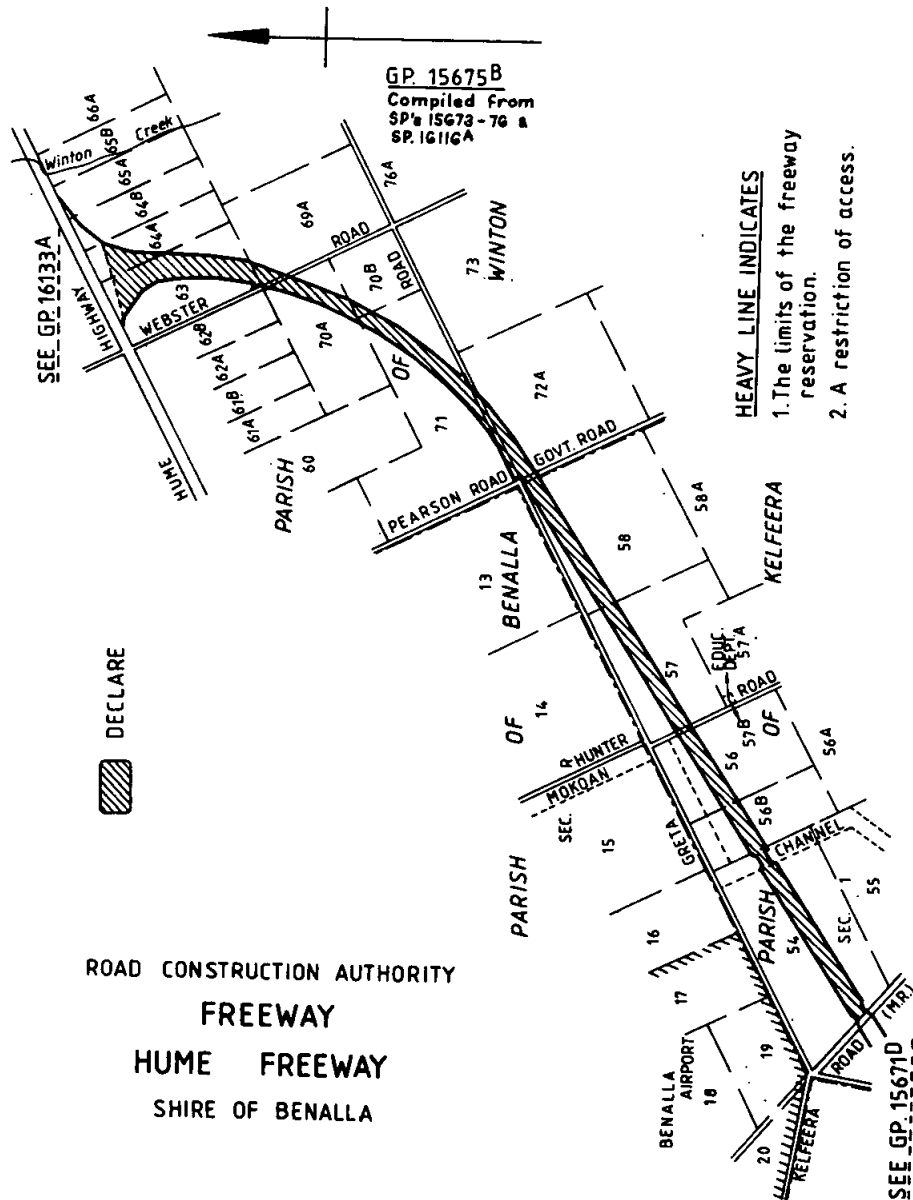 GP. 15675B
Compiled From
SP's 15673-76 &
SP. 16116A
SEE GP. 16133A
HIGHWAY
HUME
WEBSTER
ROAD
Winton Creek
66A
65B
65A
64B
64A
63
62B
62A
61B
61A
60
PARISH
OF
WINTON
69A
70A
70B
ROAD
76A
73
71
72A
PEARSON ROAD
GOVT. ROAD
HEAVY LINE INDICATES
1. The limits of the freeway
reservation.
2. A restriction of access.
DECLARE
PARISH
OF
BENALLA
13
14
SEC.
15
16
17
18
19
20
58
58A
57
57A
57B
EDUC.
DEPT.
HUNTER
ROAD
MOKOAN
CHANNEL
GRETA
56
56A
56B
PARISH
OF
KELFEERA
54
SEC. 1
55
BENALLA
AIRPORT
KELFEERA
ROAD
(M.R.)
SEE GP. 15671D
ROAD CONSTRUCTION AUTHORITY
FREEWAY
HUME FREEWAY
SHIRE OF BENALLA